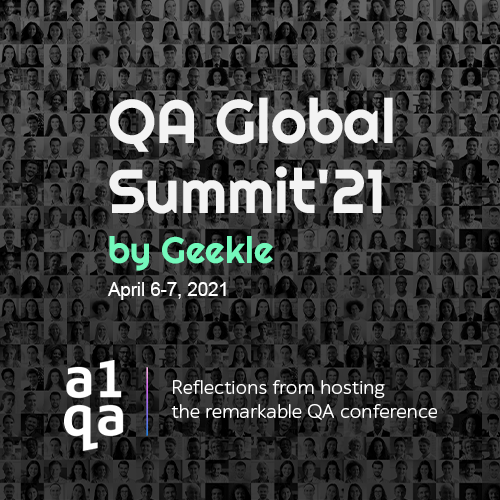 QA Global
Summit'21
by Geekle
April 6-7, 2021
a1
qa
Reflections from hosting
the remarkable QA conference